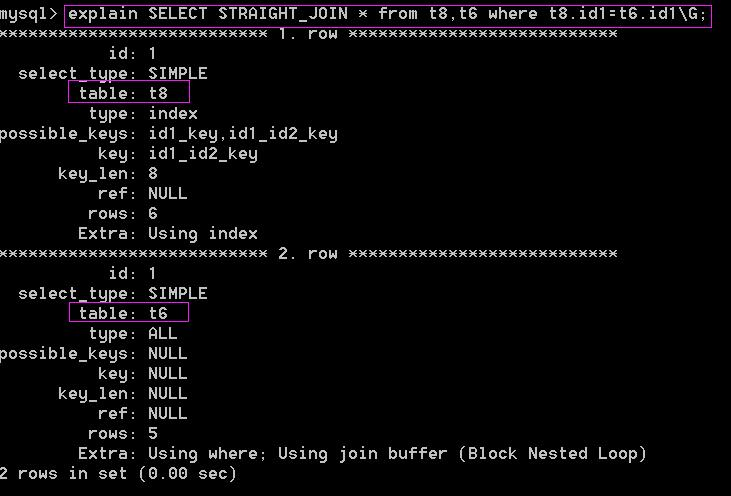 mysql> explain SELECT STRAIGHT_JOIN * from t8,t6 where t8.id1=t6.id1\G;
*************************** 1. row ***************************
id: 1
select_type: SIMPLE
table: t8
type: index
possible_keys: id1_key,id1_id2_key
key: id1_id2_key
key_len: 8
ref: NULL
rows: 6
Extra: Using index
*************************** 2. row ***************************
id: 1
select_type: SIMPLE
table: t6
type: ALL
possible_keys: NULL
key: NULL
key_len: NULL
ref: NULL
rows: 5
Extra: Using where; Using join buffer (Block Nested Loop)
2 rows in set (0.00 sec)